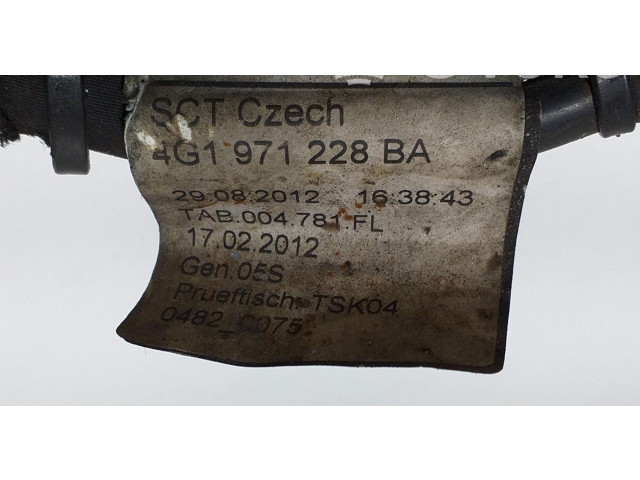 SCT Czech
4G1 971 228 BA
29.08.2012 16:38:43
TAB.004.781.FL
17.02.2012
Gen.05S
Prueftisch: TSK04
0482_C075